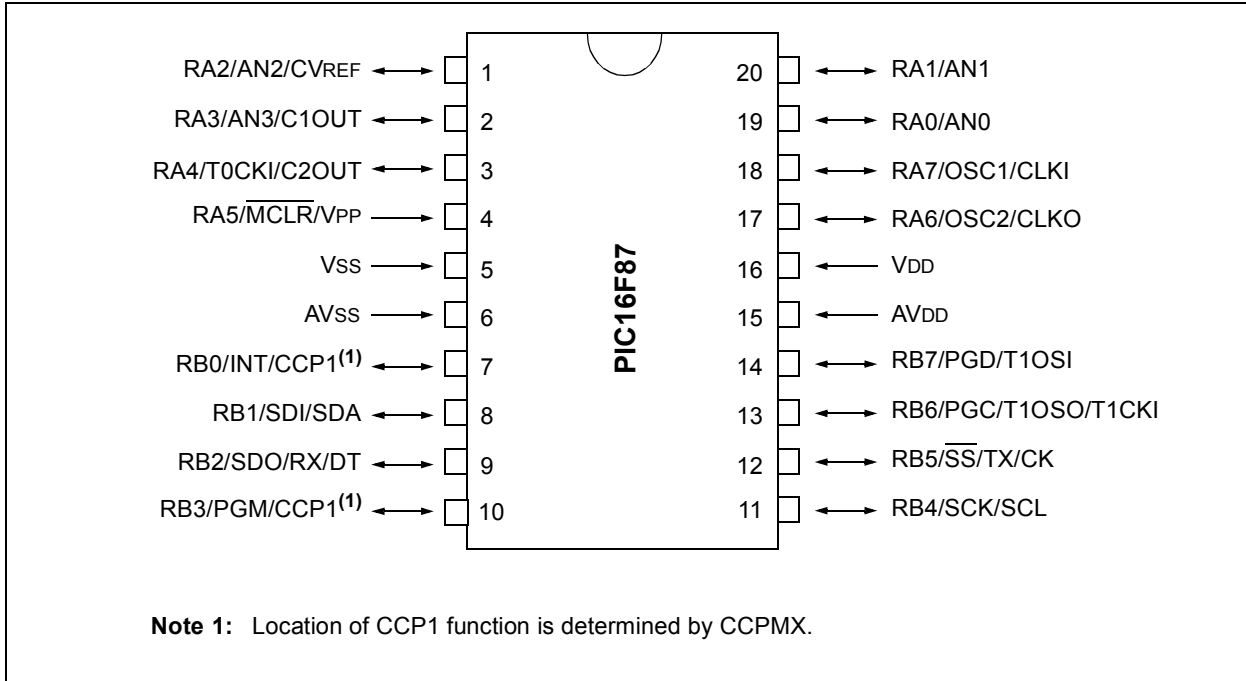 RA2/AN2/CVREF 1
RA3/AN3/C1OUT 2
RA4/T0CKI/C2OUT 3
RA5/MCLR/VPP 4
VSS 5
AVSS 6
RB0/INT/CCP1(1) 7
RB1/SDI/SDA 8
RB2/SDO/RX/DT 9
RB3/PGM/CCP1(1) 10
PIC16F87
20 RA1/AN1
19 RA0/AN0
18 RA7/OSC1/CLKI
17 RA6/OSC2/CLKO
16 VDD
15 AVDD
14 RB7/PGD/T1OSI
13 RB6/PGC/T1OSO/T1CKI
12 RB5/SS/TX/CK
11 RB4/SCK/SCL
Note 1: Location of CCP1 function is determined by CCPMX.